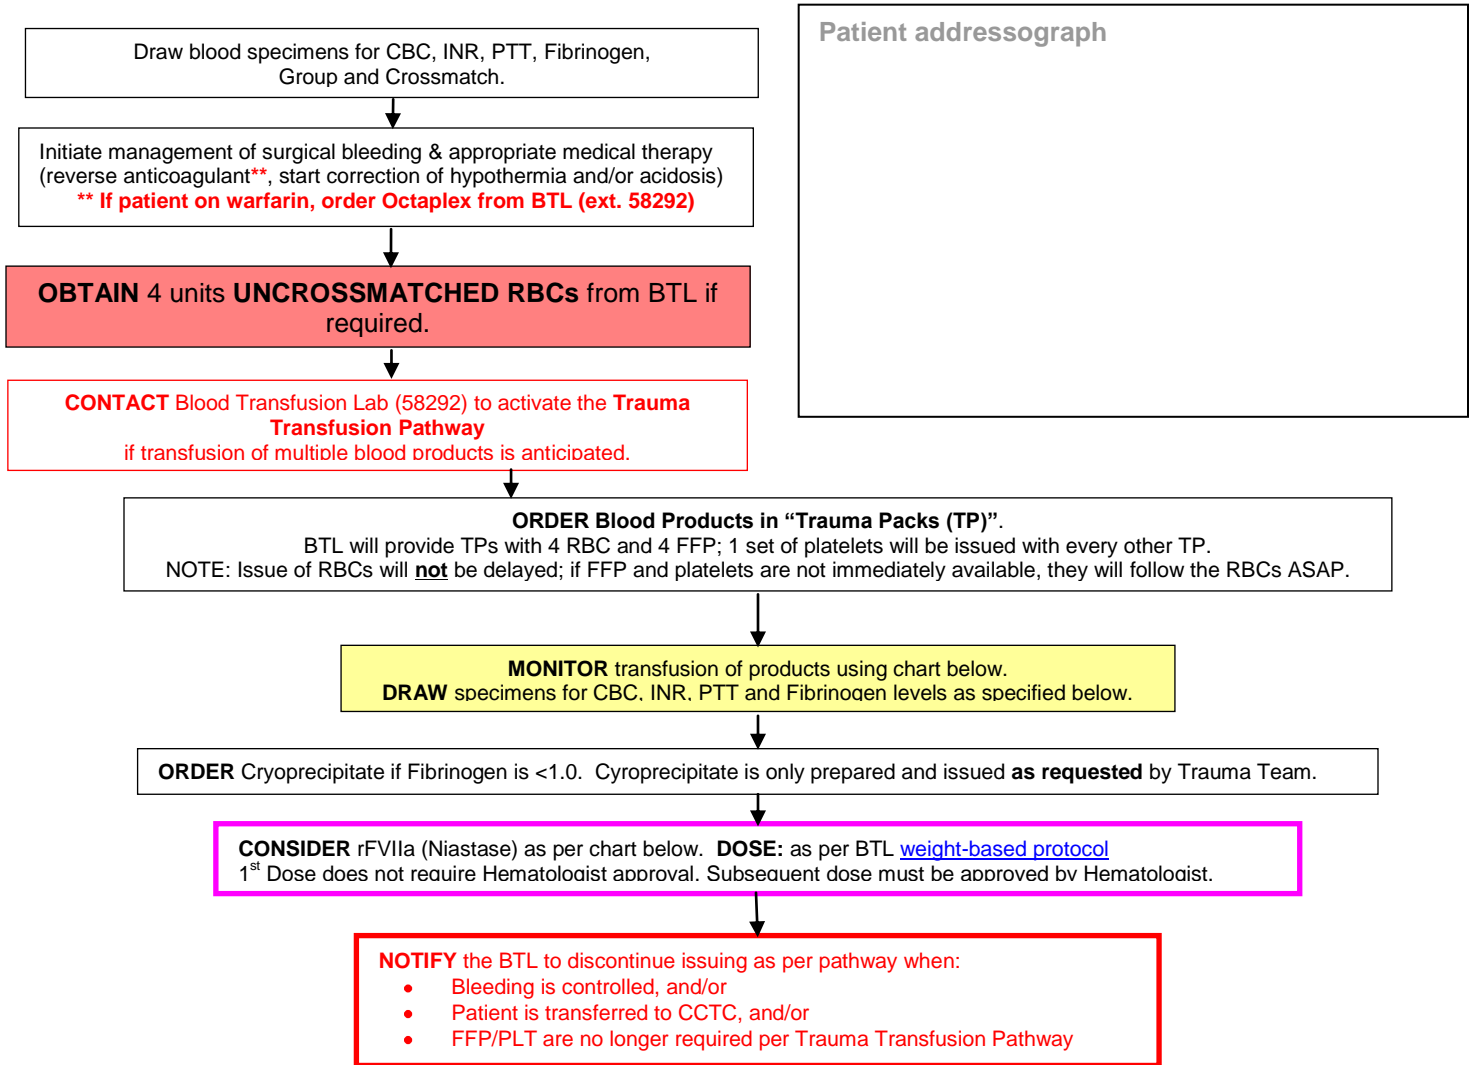 Patient addressograph
Draw blood specimens for CBC, INR, PTT, Fibrinogen,
Group and Crossmatch.
Initiate management of surgical bleeding & appropriate medical therapy
(reverse anticoagulant**, start correction of hypothermia and/or acidosis)
** If patient on warfarin, order Octaplex from BTL (ext. 58292)
OBTAIN 4 units UNCROSSMATCHED RBCs from BTL if
required.
CONTACT Blood Transfusion Lab (58292) to activate the Trauma
Transfusion Pathway
if transfusion of multiple blood products is anticipated.
ORDER Blood Products in “Trauma Packs (TP)”.
BTL will provide TPs with 4 RBC and 4 FFP; 1 set of platelets will be issued with every other TP.
NOTE: Issue of RBCs will not be delayed; if FFP and platelets are not immediately available, they will follow the RBCs ASAP.
MONITOR transfusion of products using chart below.
DRAW specimens for CBC, INR, PTT and Fibrinogen levels as specified below.
ORDER Cryoprecipitate if Fibrinogen is <1.0. Cyroprecipitate is only prepared and issued as requested by Trauma Team.
CONSIDER rFVIIa (Niastase) as per chart below. DOSE: as per BTL weight-based protocol
1st Dose does not require Hematologist approval. Subsequent dose must be approved by Hematologist.
NOTIFY the BTL to discontinue issuing as per pathway when:
• Bleeding is controlled, and/or
• Patient is transferred to CCTC, and/or
• FFP/PLT are no longer required per Trauma Transfusion Pathway